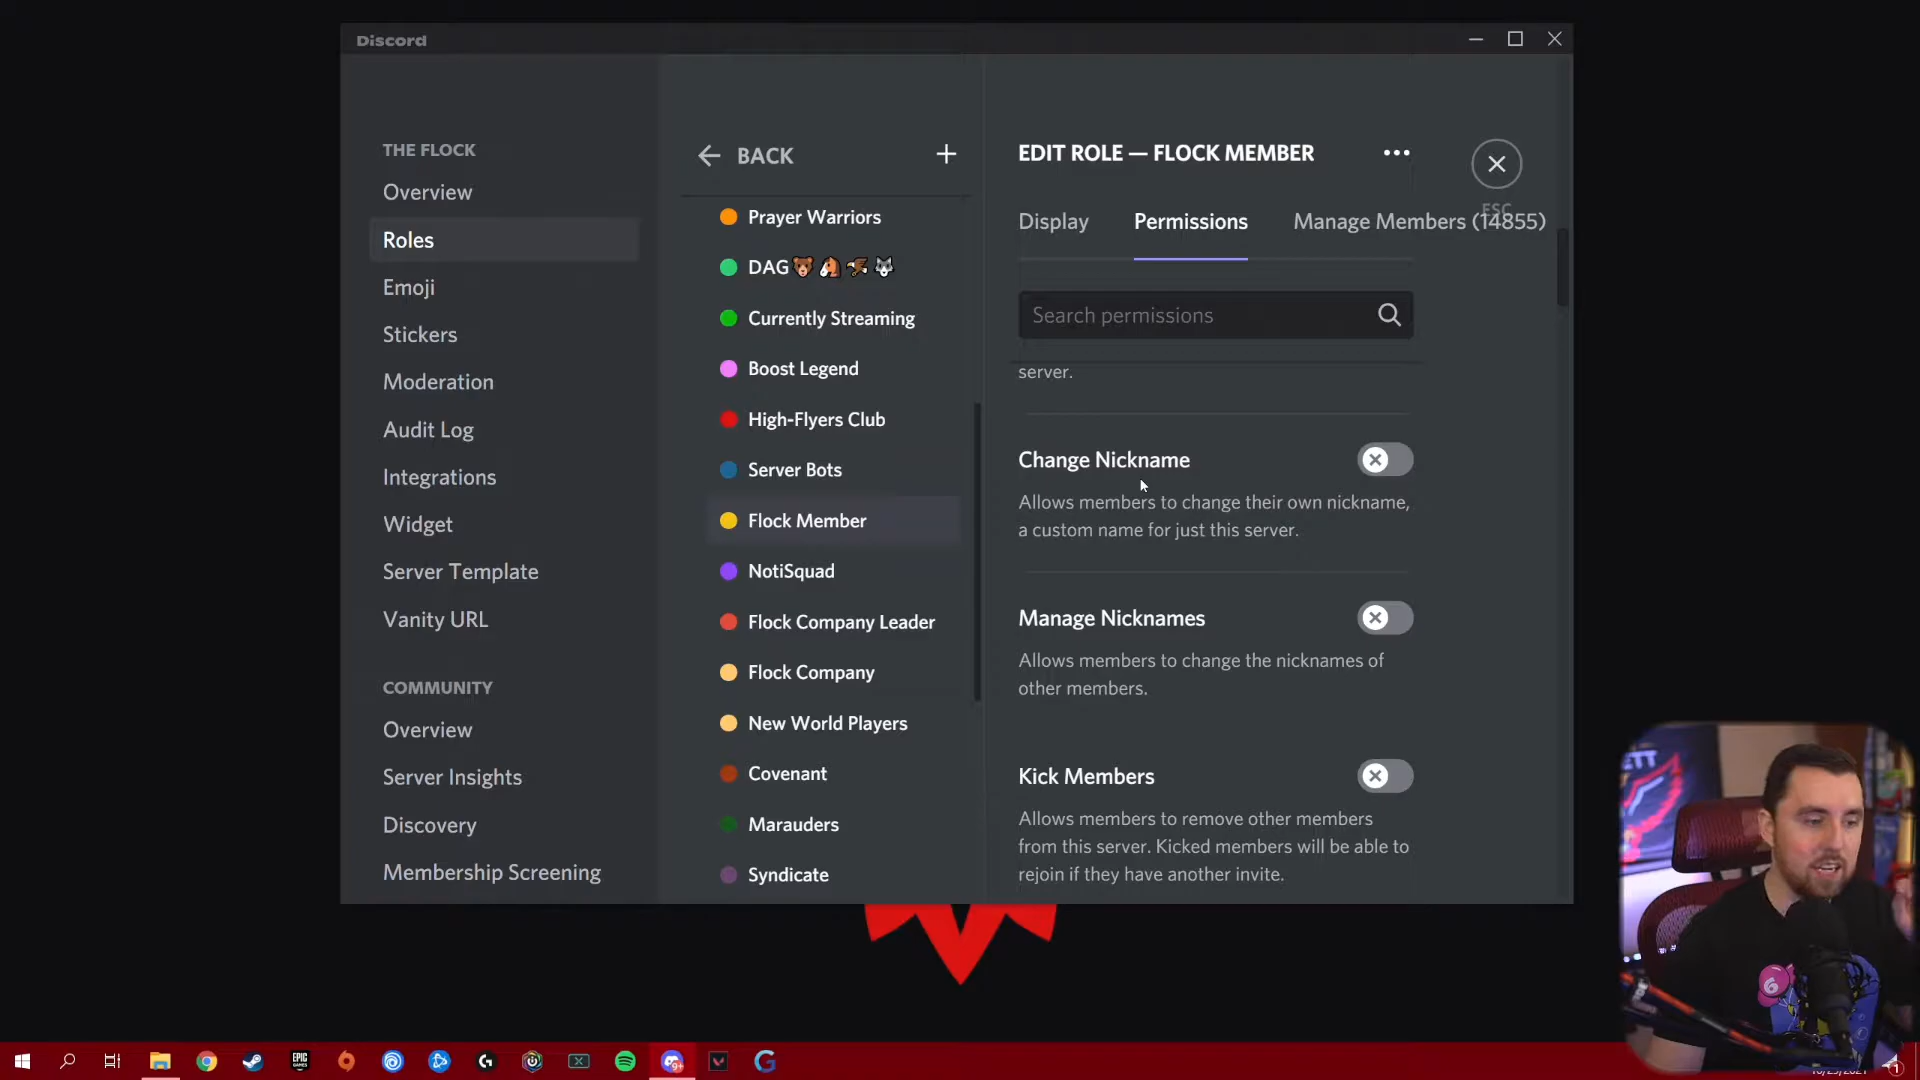 Discord
THE FLOCK
Overview
Roles
Emoji
Stickers
Moderation
Audit Log
Integrations
Widget
Server Template
Vanity URL
COMMUNITY
Overview
Server Insights
Discovery
Membership Screening
BACK
Prayer Warriors
DAG
Currently Streaming
Boost Legend
High-Flyers Club
Server Bots
Flock Member
NotiSquad
Flock Company Leader
Flock Company
New World Players
Covenant
Marauders
Syndicate
EDIT ROLE — FLOCK MEMBER
ESC
Display Permissions Manage Members (14855)
Search permissions
server.
Change Nickname
Allows members to change their own nickname,
a custom name for just this server.
Manage Nicknames
Allows members to change the nicknames of
other members.
Kick Members
Allows members to remove other members
from this server. Kicked members will be able to
rejoin if they have another invite.
EPIC
GAMES